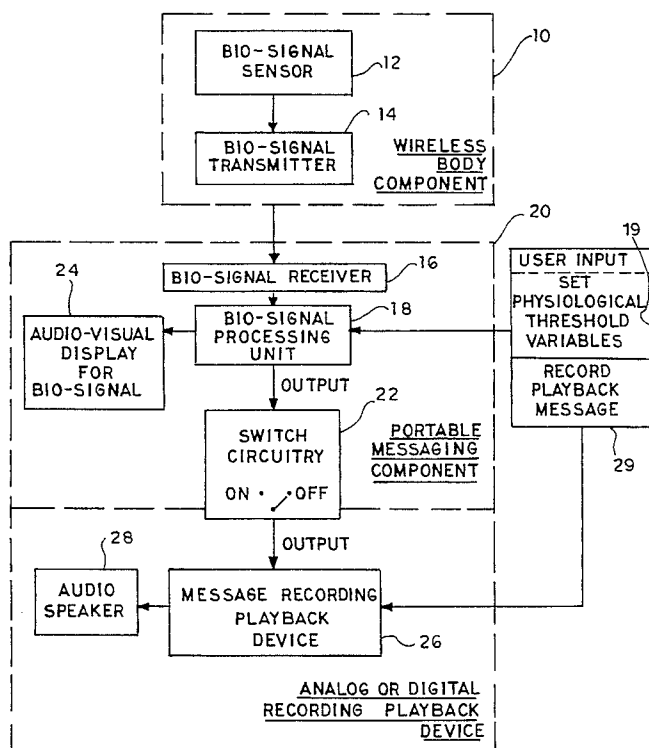 BIO-SIGNAL
SENSOR
12
10
14
BIO-SIGNAL
TRANSMITTER
WIRELESS
BODY
COMPONENT
20
19
24
BIO-SIGNAL RECEIVER
16
USER INPUT
SET
PHYSIOLOGICAL
THRESHOLD
VARIABLES
AUDIO-VISUAL
DISPLAY
FOR
BIO-SIGNAL
BIO-SIGNAL
PROCESSING
UNIT
18
OUTPUT
22
RECORD
PLAYBACK
MESSAGE
29
SWITCH
CIRCUITRY
ON OFF
PORTABLE
MESSAGING
COMPONENT
28
OUTPUT
AUDIO
SPEAKER
MESSAGE RECORDING
PLAYBACK
DEVICE
26
ANALOG OR DIGITAL
RECORDING PLAYBACK
DEVICE